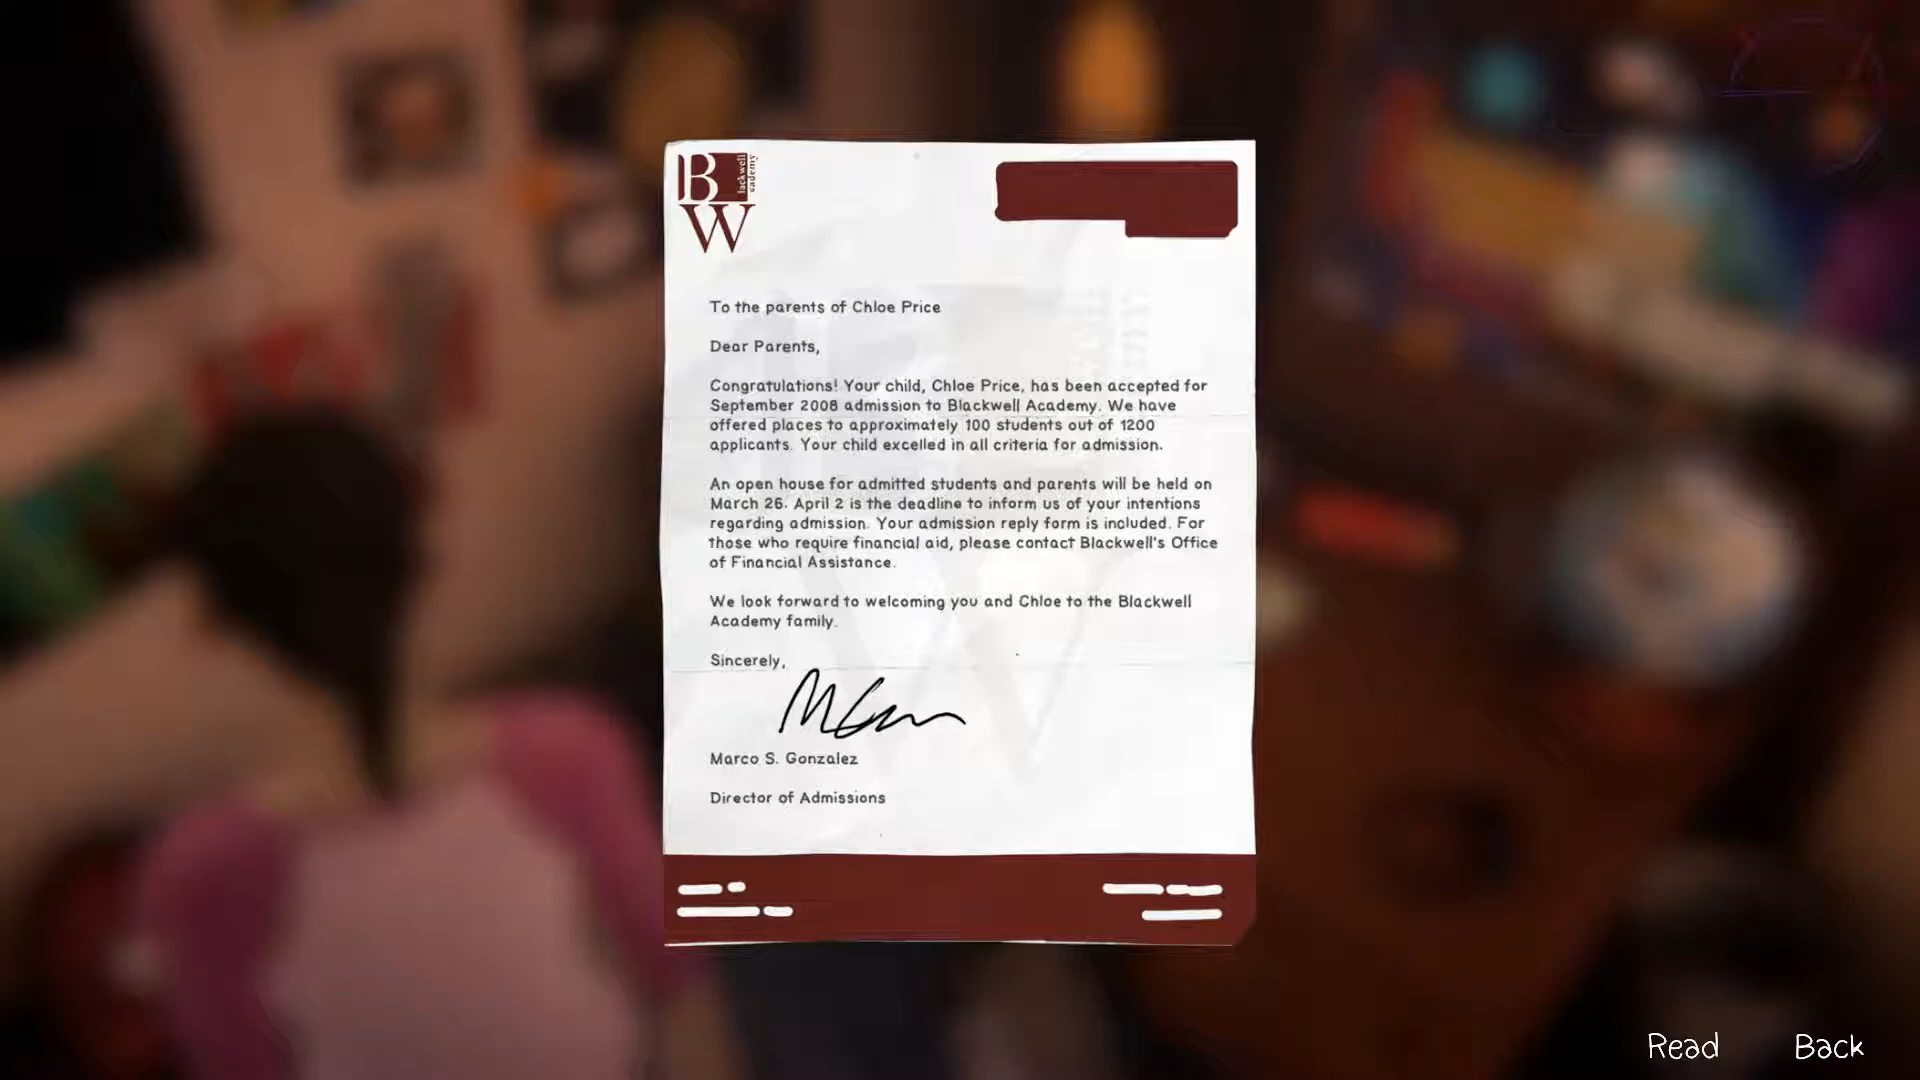 B lackwell
cademy
W
To the parents of Chloe Price
Dear Parents,
Congratulations! Your child, Chloe Price, has been accepted for
September 2008 admission to Blackwell Academy. We have
offered places to approximately 100 students out of 1200
applicants. Your child excelled in all criteria for admission.
An open house for admitted students and parents will be held on
March 26. April 2 is the deadline to inform us of your intentions
regarding admission. Your admission reply form is included. For
those who require financial aid, please contact Blackwell's Office
of Financial Assistance.
We look forward to welcoming you and Chloe to the Blackwell
Academy family.
Sincerely,
Marco S. Gonzalez
Director of Admissions
Read Back